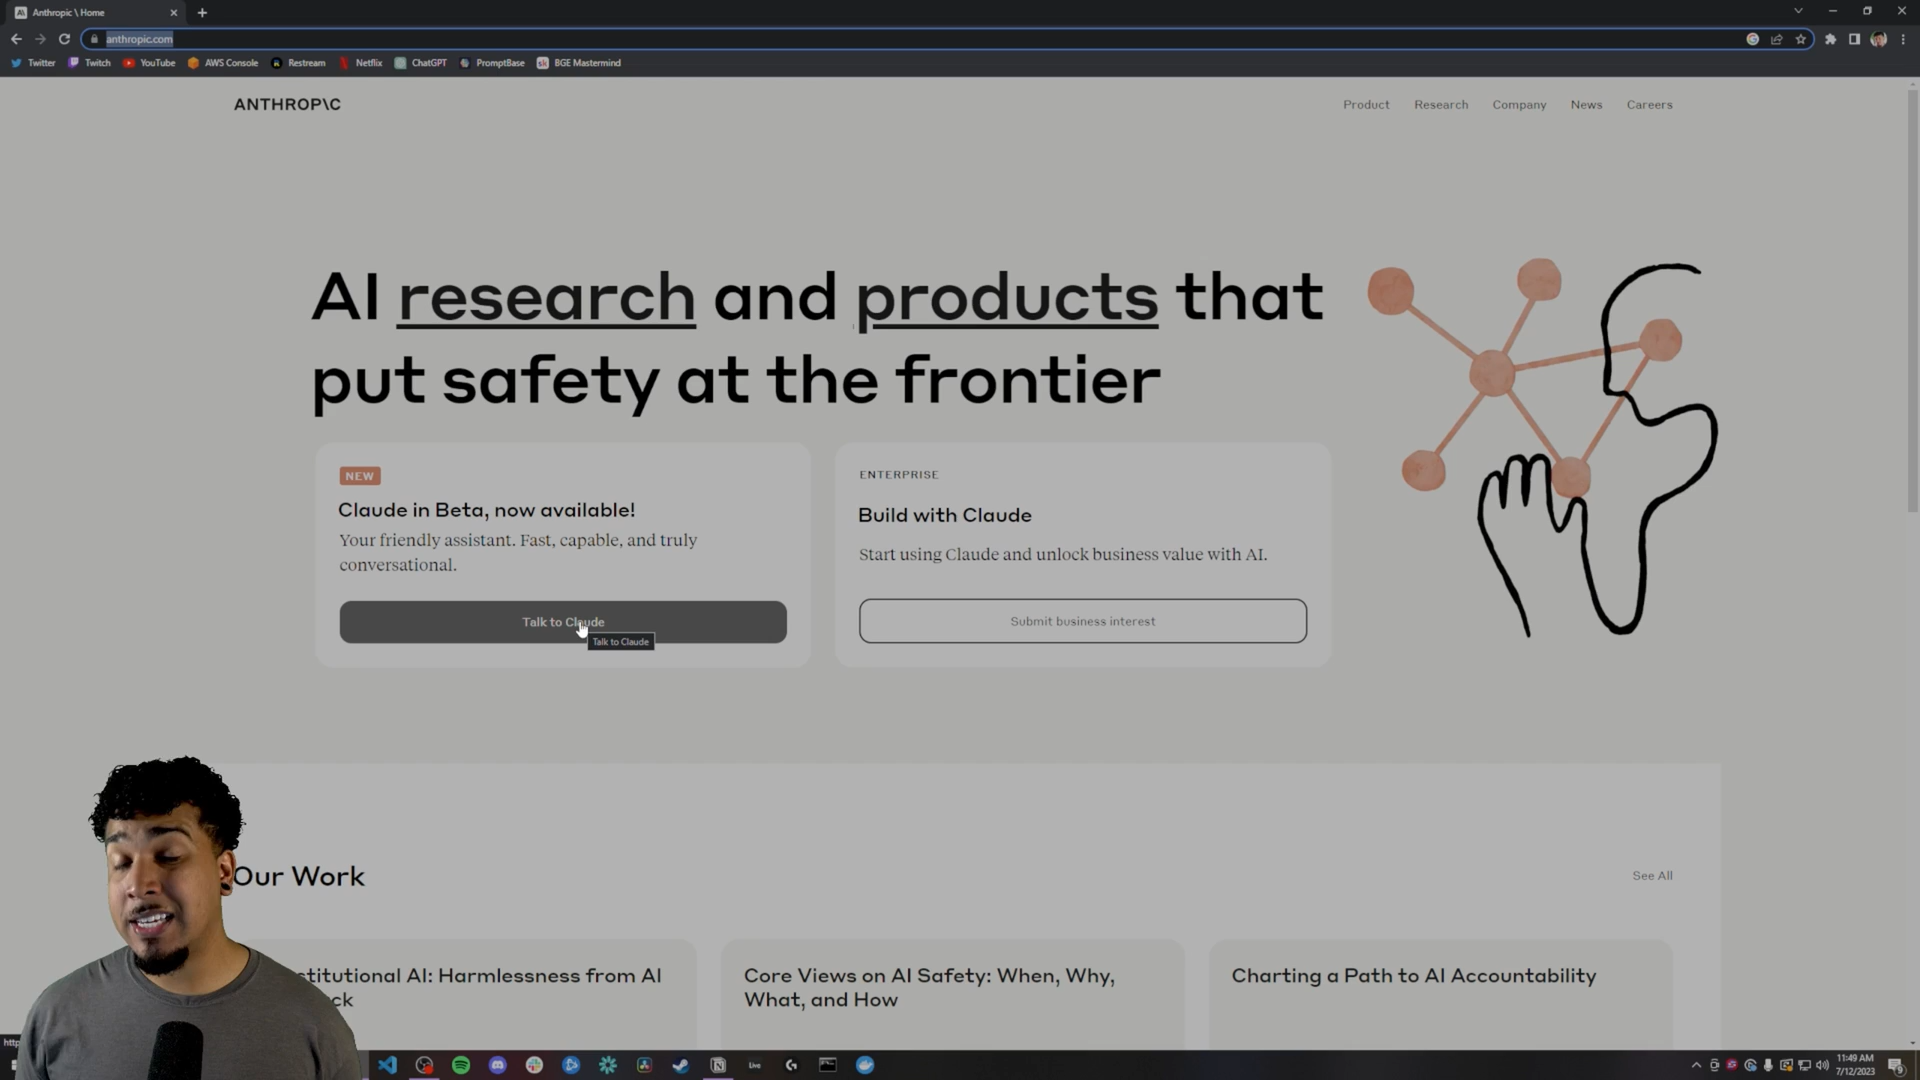 Anthropic \ Home
anthropic.com
Twitter
Twitch
YouTube
AWS Console
Restream
Netflix
ChatGPT
PromptBase
BGE Mastermind
ANTHROP\C
Product
Research
Company
News
Careers
AI research and products that
put safety at the frontier
NEW
Claude in Beta, now available!
Your friendly assistant. Fast, capable, and truly
conversational.
Talk to Claude
Talk to Claude
ENTERPRISE
Build with Claude
Start using Claude and unlock business value with AI.
Submit business interest
Our Work
See All
stitutional AI: Harmlessness from AI
ck
Core Views on AI Safety: When, Why,
What, and How
Charting a Path to AI Accountability
http
Live
11:49 AM
7/12/2023